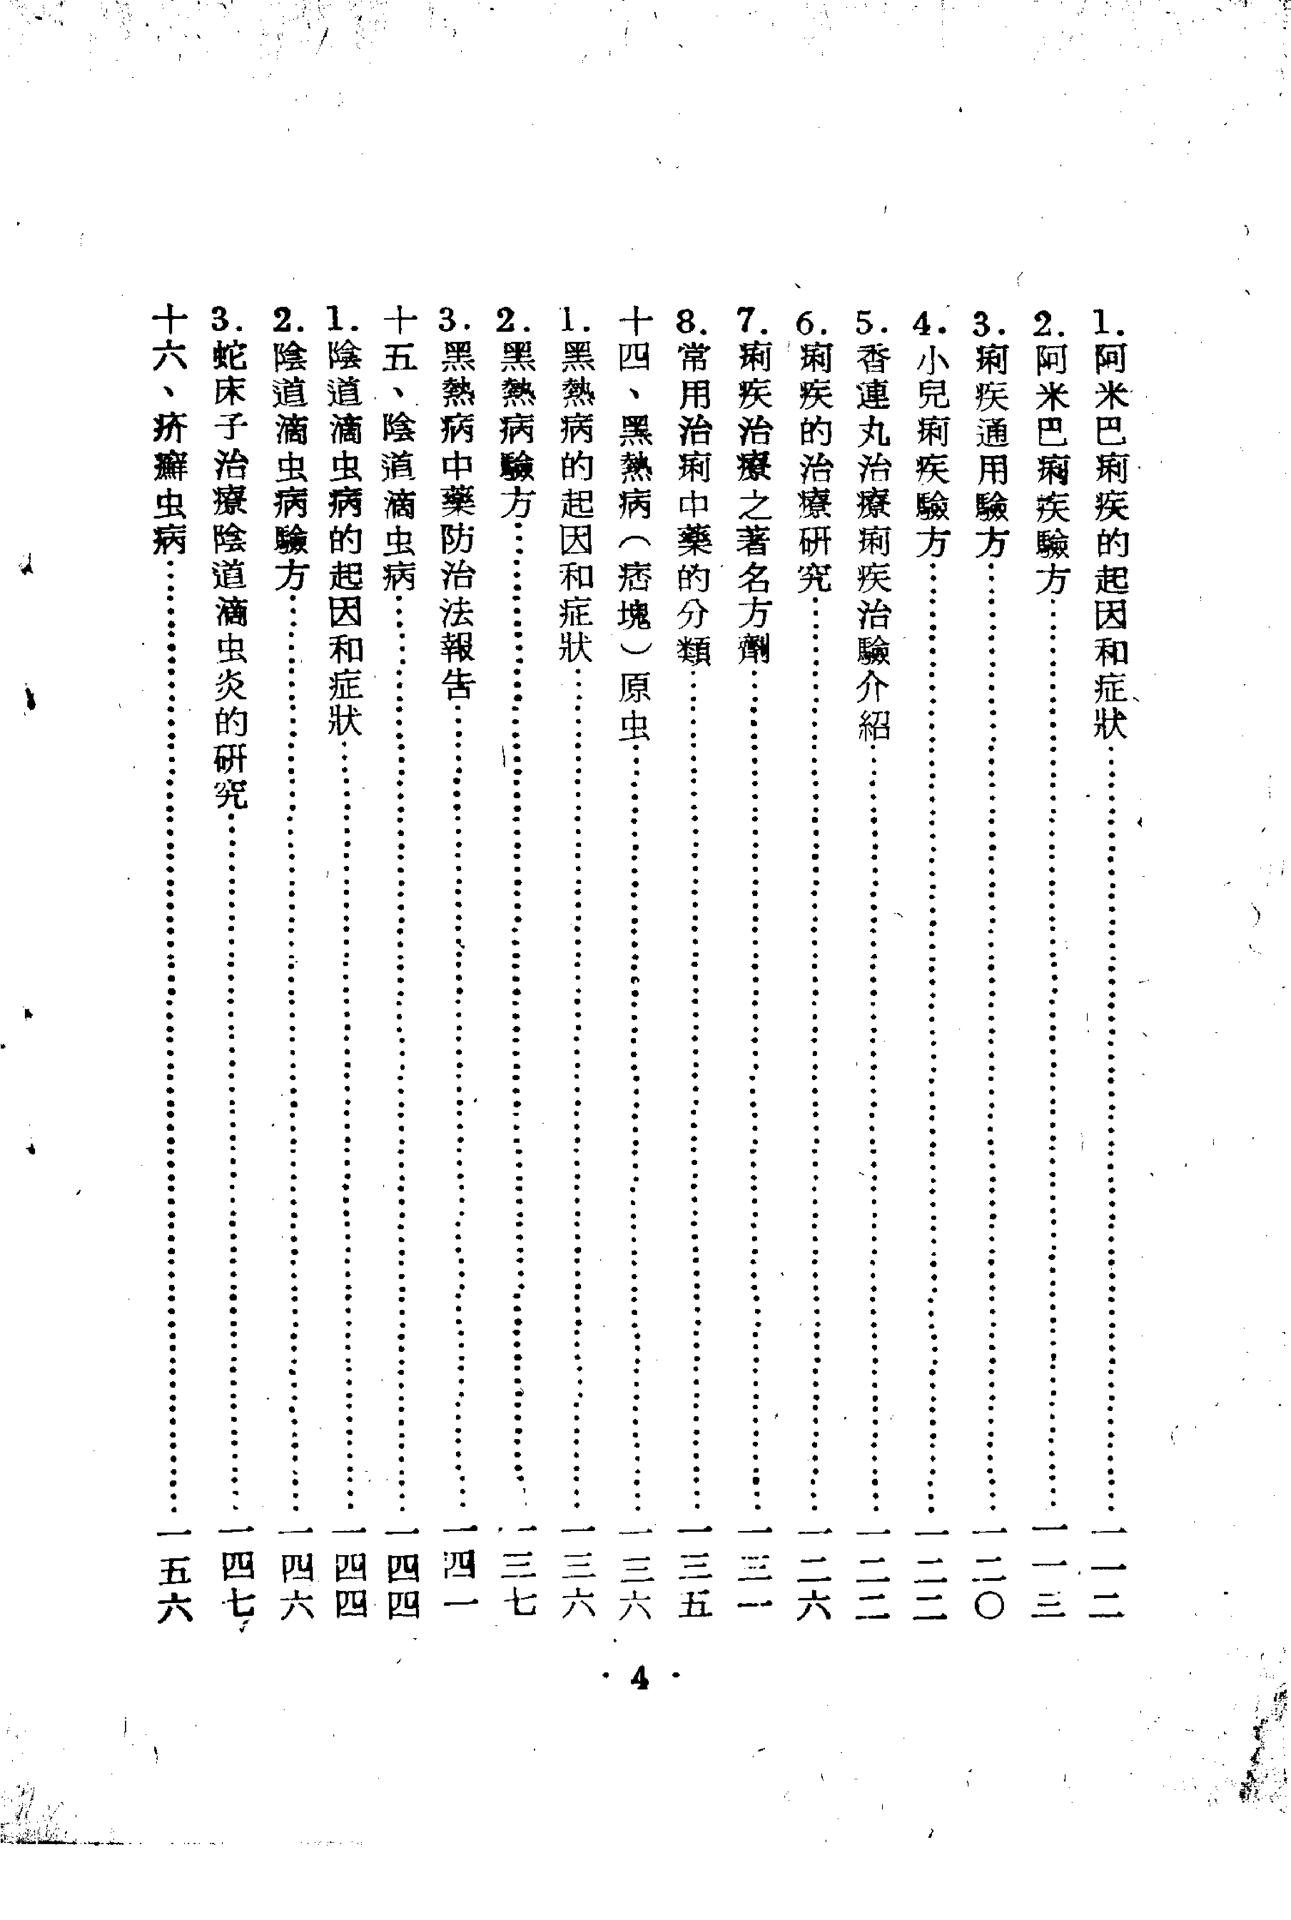 1.阿米巴痢疾的起因和症狀……一一二
2.阿米巴痢疾驗方……一一三
3.痢疾通用驗方……一二〇
4.小兒痢疾驗方……一二二
5.香連丸治療痢疾治驗介紹……一二二
6.痢疾的治療研究……一二六
7.痢疾治療之著名方劑……一三一
8.常用治痢中藥的分類……一三五
十四、黑熱病（痞塊）原虫……一三六
1.黑熱病的起因和症狀……一三六
2.黑熱病驗方……一三七
3.黑熱病中藥防治法報告……一四一
十五、陰道滴虫病……一四四
1.陰道滴虫病的起因和症狀……一四四
2.陰道滴虫病驗方……一四六
3.蛇床子治療陰道滴虫炎的研究……一四七
十六、疥癬虫病……一五六
·4·